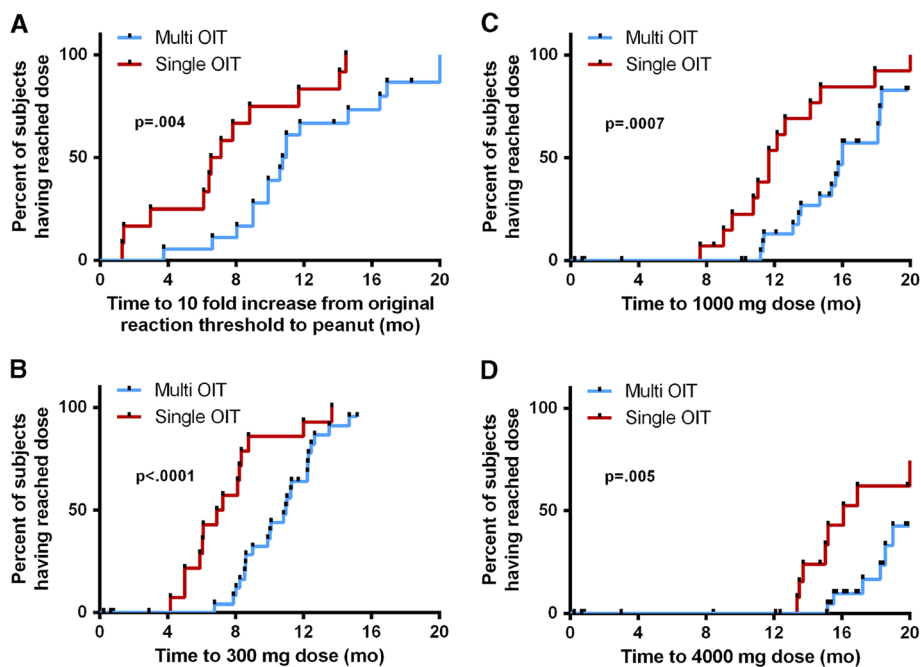 A
Multi OIT
Single OIT
p=.004
Percent of subjects
having reached dose
100
50
0
0 4 8 12 16 20
Time to 10 fold increase from original
reaction threshold to peanut (mo)
C
Multi OIT
Single OIT
p=.0007
Percent of subjects
having reached dose
100
50
0
0 4 8 12 16 20
Time to 1000 mg dose (mo)
B
Multi OIT
Single OIT
p<.0001
Percent of subjects
having reached dose
100
50
0
0 4 8 12 16 20
Time to 300 mg dose (mo)
D
Multi OIT
Single OIT
p=.005
Percent of subjects
having reached dose
100
50
0
0 4 8 12 16 20
Time to 4000 mg dose (mo)